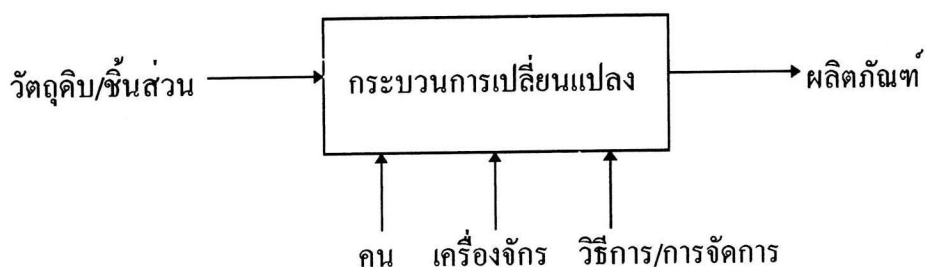 วัตถุดิบ/ชิ้นส่วน
กระบวนการเปลี่ยนแปลง
ผลิตภัณฑ์
คน เครื่องจักร วิธีการ/การจัดการ